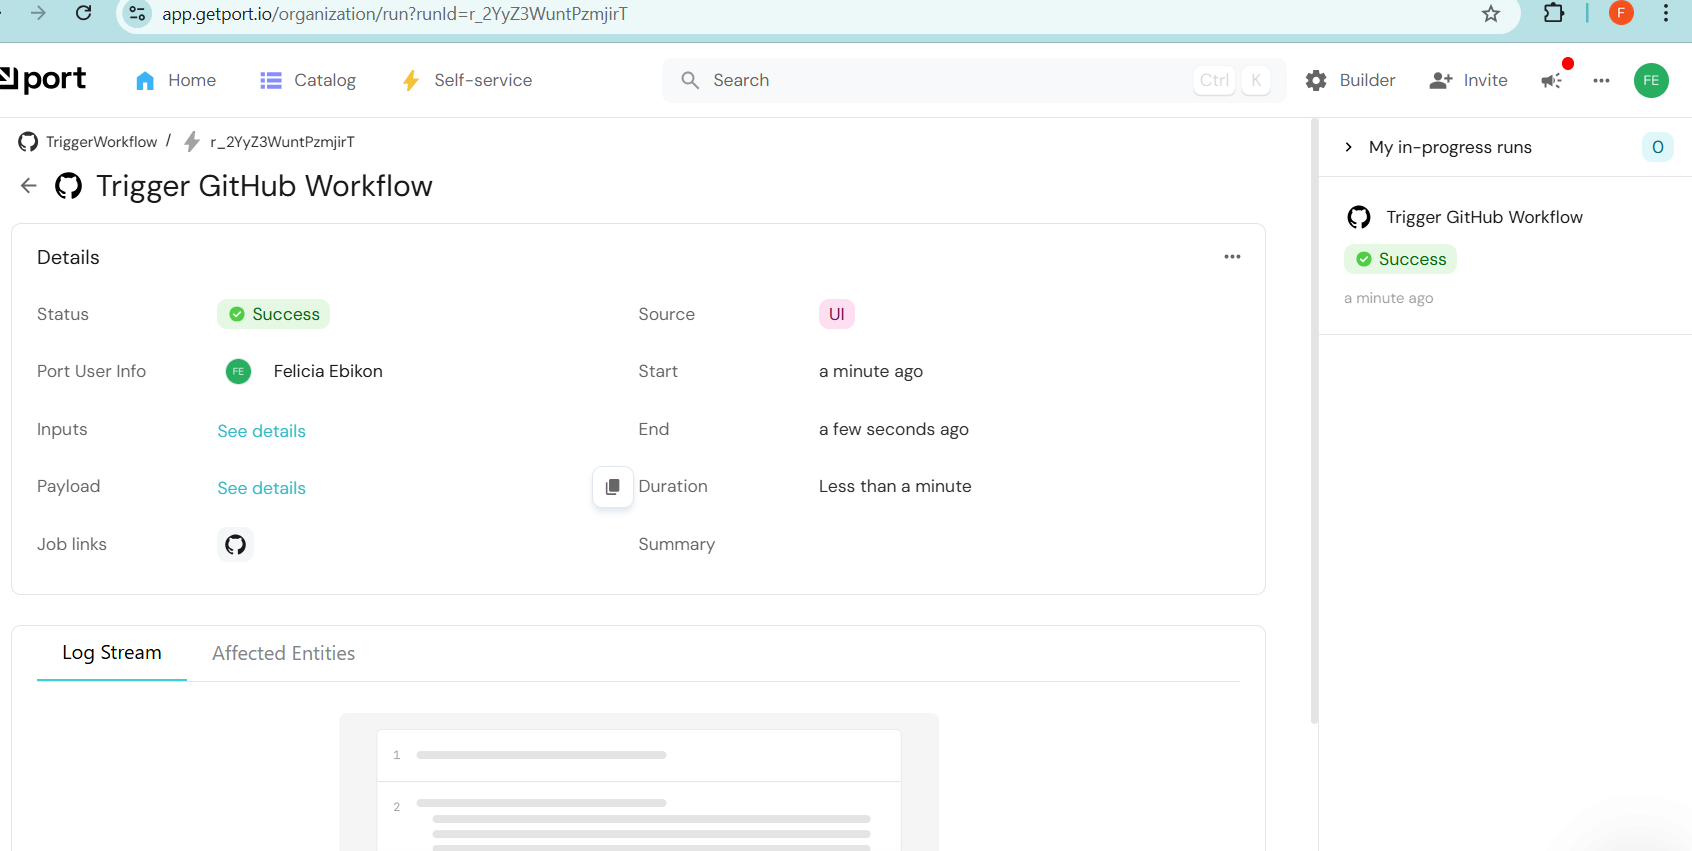 app.getport.io/organization/run?runId=r_2YyZ3WuntPzmjirT
F
port
Home
Catalog
Self-service
Search
Ctrl
K
Builder
Invite
FE
TriggerWorkflow / r_2YyZ3WuntPzmjirT
Trigger GitHub Workflow
Details
Status
Success
Source
UI
Port User Info
FE
Felicia Ebikon
Start
a minute ago
Inputs
See details
End
a few seconds ago
Payload
See details
Duration
Less than a minute
Job links
Summary
Log Stream
Affected Entities
1
2
My in-progress runs
0
Trigger GitHub Workflow
Success
a minute ago